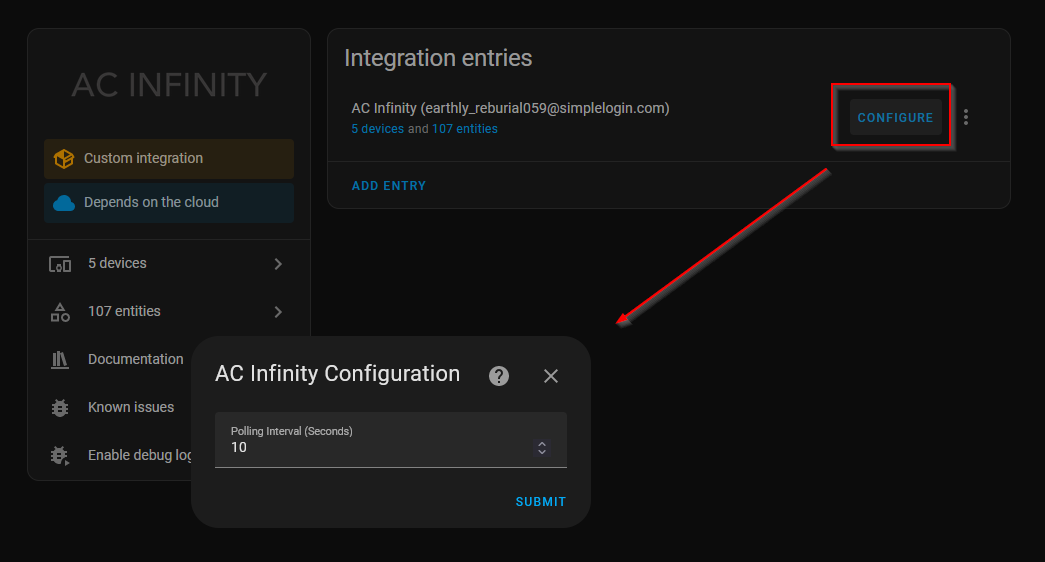 AC INFINITY
Custom integration
Depends on the cloud
5 devices
107 entities
Documentation
Known issues
Enable debug log
Integration entries
AC Infinity (earthly_reburial059@simplelogin.com)
5 devices and 107 entities
CONFIGURE
ADD ENTRY
AC Infinity Configuration
?
Polling Interval (Seconds)
10
SUBMIT